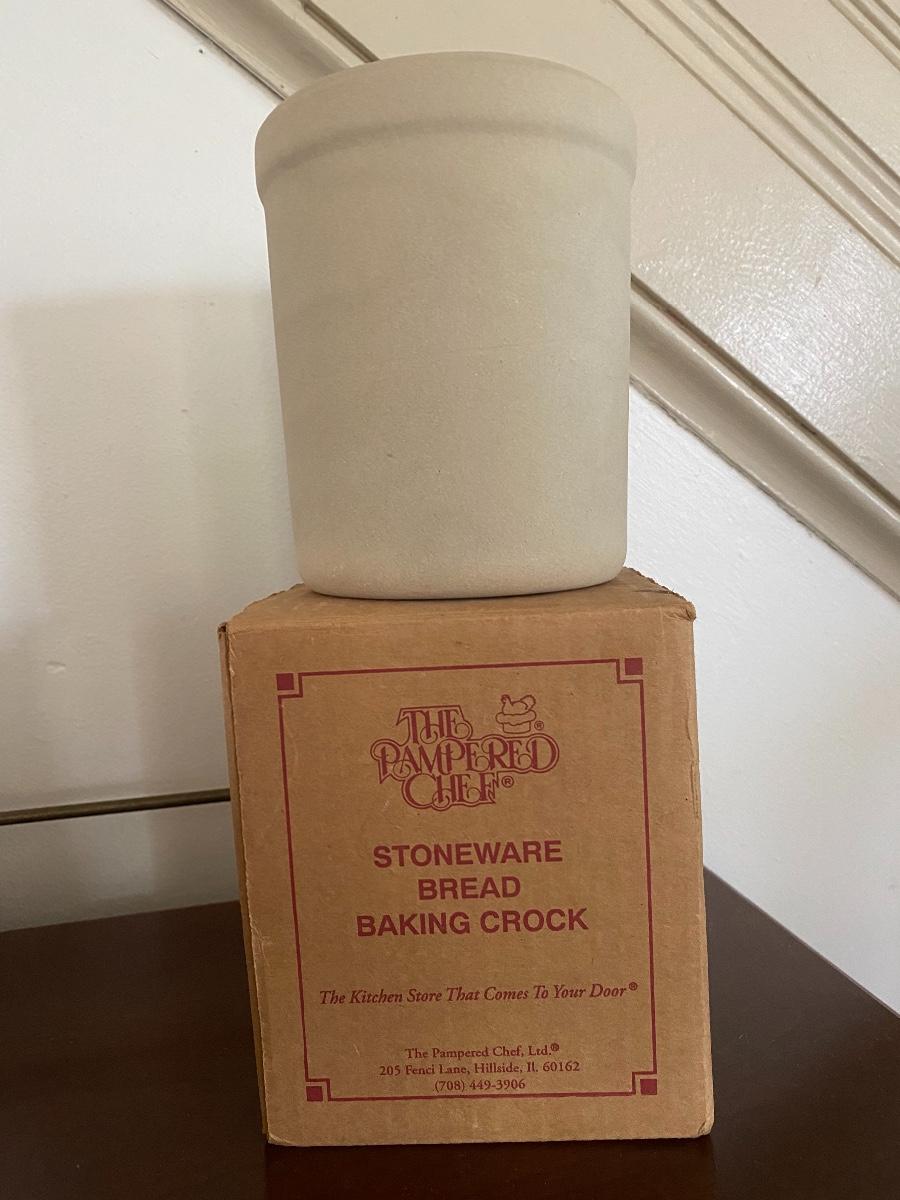 THE
PAMPERED
CHEF®
®
STONEWARE
BREAD
BAKING CROCK
The Kitchen Store That Comes To Your Door®
The Pampered Chef, Ltd.®
205 Fenci Lane, Hillside, Il. 60162
(708) 449-3906